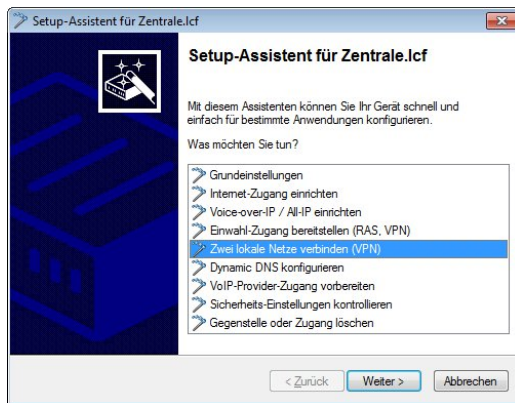 Setup-Assistent für Zentrale.lcf
Setup-Assistent für Zentrale.lcf
Mit diesem Assistenten können Sie Ihr Gerät schnell und
einfach für bestimmte Anwendungen konfigurieren.
Was möchten Sie tun?
Grundeinstellungen
Internet-Zugang einrichten
Voice-over-IP / All-IP einrichten
Einwahl-Zugang bereitstellen (RAS, VPN)
Zwei lokale Netze verbinden (VPN)
Dynamic DNS konfigurieren
VoIP-Provider-Zugang vorbereiten
Sicherheits-Einstellungen kontrollieren
Gegenstelle oder Zugang löschen
< Zurück Weiter > Abbrechen